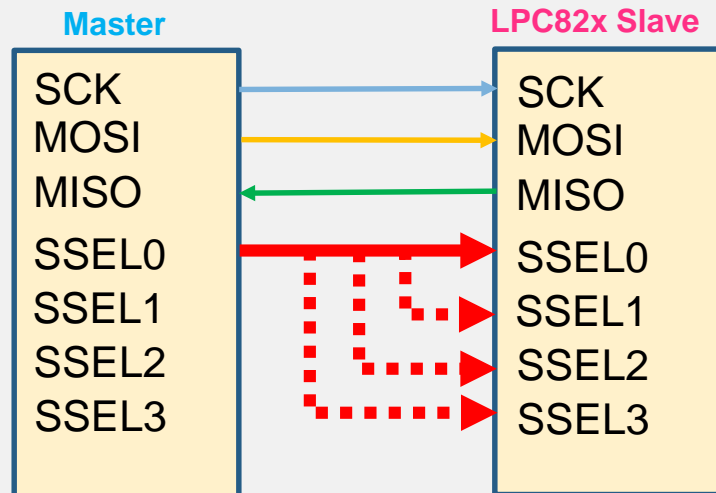 Master
LPC82x Slave
SCK
MOSI
MISO
SSEL0
SSEL1
SSEL2
SSEL3
SCK
MOSI
MISO
SSEL0
SSEL1
SSEL2
SSEL3